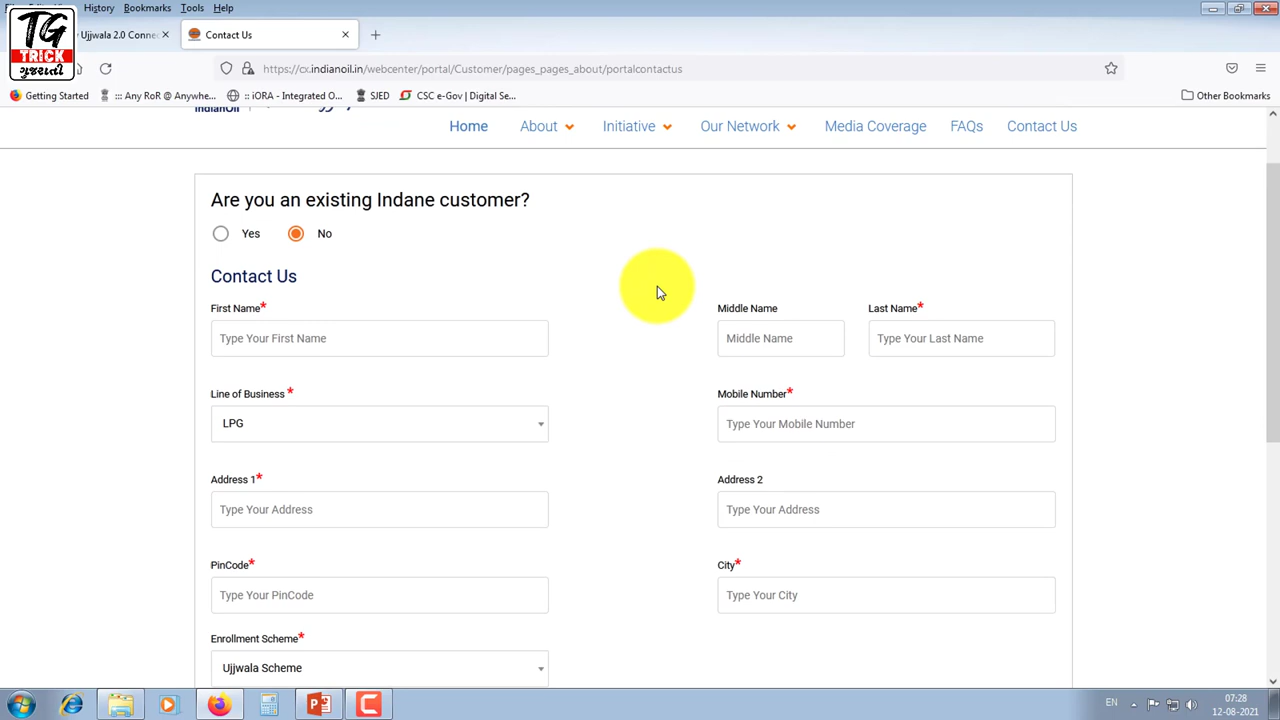 History Bookmarks Tools Help
TG
TRICK
ગુજરાતી
Ujjwala 2.0 Conne
Contact Us
https://cx.indianoil.in/webcenter/portal/Customer/pages_pages_about/portalcontactus
Getting Started
::: Any RoR @ Anywhe...
:: iORA - Integrated O...
SJED
CSC e-Gov | Digital Se...
Other Bookmarks
IndianOil
Home About Initiative Our Network Media Coverage FAQs Contact Us
Are you an existing Indane customer?
Yes No
Contact Us
First Name* Middle Name Last Name*
Type Your First Name Middle Name Type Your Last Name
Line of Business * Mobile Number*
LPG Type Your Mobile Number
Address 1* Address 2
Type Your Address Type Your Address
PinCode* City*
Type Your PinCode Type Your City
Enrollment Scheme*
Ujjwala Scheme
EN
07:28
12-08-2021